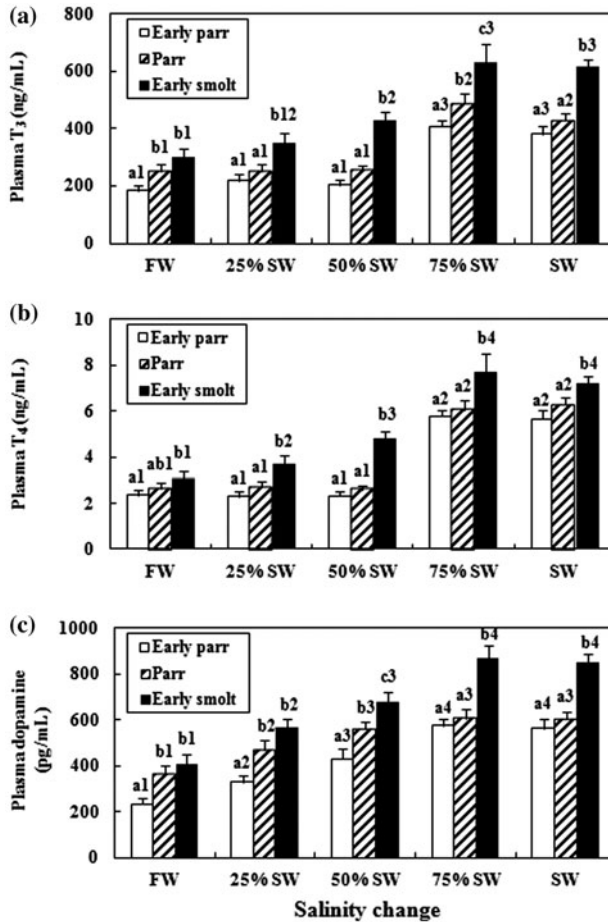 (a)
Plasma T3 (ng/mL)
800
600
400
200
0
Early parr
Parr
Early smolt
a1 b1 b1
a1 a1 b12
a1 a1 b2
a3 b2 c3
a3 a2 b3
FW 25% SW 50% SW 75% SW SW
(b)
Plasma T4 (ng/mL)
10
8
6
4
2
0
Early parr
Parr
Early smolt
a1 ab1 b1
a1 a1 b2
a1 a1 b3
a2 a2 b4
a2 a2 b4
FW 25% SW 50% SW 75% SW SW
(c)
Plasma dopamine
(pg/mL)
1000
800
600
400
200
0
Early parr
Parr
Early smolt
a1 b1 b1
a2 b2 b2
a3 b3 c3
a4 a3 b4
a4 a3 b4
FW 25% SW 50% SW 75% SW SW
Salinity change